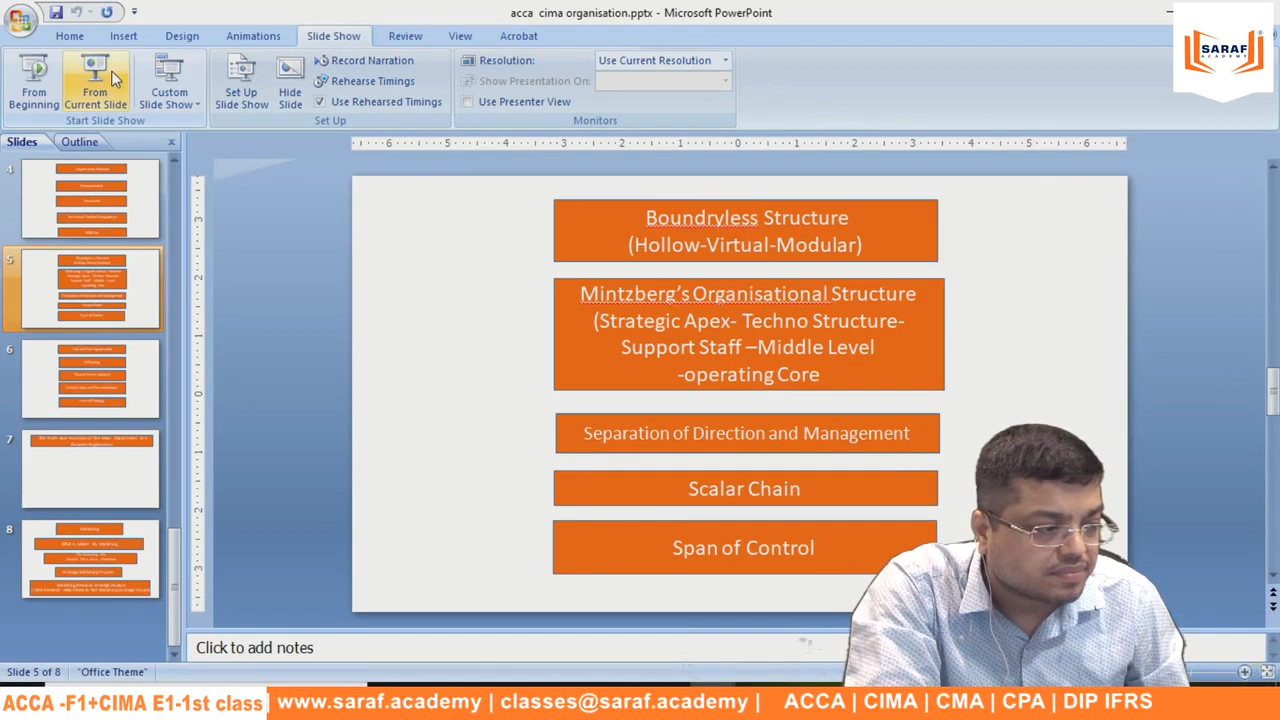 acca cima organisation.pptx - Microsoft PowerPoint
Home Insert Design Animations Slide Show Review View Acrobat
From Beginning
From Current Slide
Custom Slide Show
Start Slide Show
Set Up Slide Show
Hide Slide
Record Narration
Rehearse Timings
Use Rehearsed Timings
Set Up
Resolution: Use Current Resolution
Show Presentation On:
Use Presenter View
Monitors
SARAF
ACADEMY
Slides Outline
4
5
6
7
8
Boundryless Structure
(Hollow-Virtual-Modular)
Mintzberg's Organisational Structure
(Strategic Apex- Techno Structure-
Support Staff –Middle Level
-operating Core
Separation of Direction and Management
Scalar Chain
Span of Control
Click to add notes
Slide 5 of 8 "Office Theme"
ACCA -F1+CIMA E1-1st class www.saraf.academy | classes@saraf.academy | ACCA | CIMA | CMA | CPA | DIP IFRS